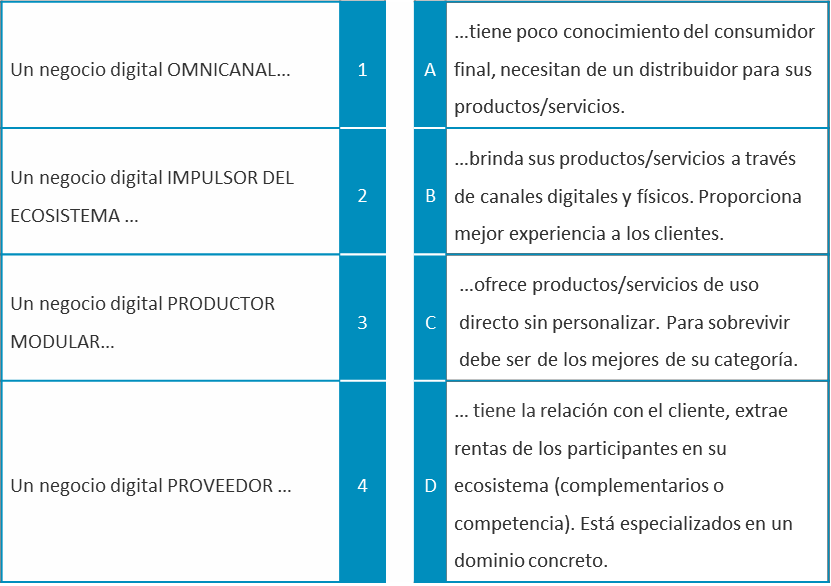 Un negocio digital OMNICANAL...
1
A
...tiene poco conocimiento del consumidor
final, necesitan de un distribuidor para sus
productos/servicios.
Un negocio digital IMPULSOR DEL
ECOSISTEMA ...
2
B
...brinda sus productos/servicios a través
de canales digitales y físicos. Proporciona
mejor experiencia a los clientes.
Un negocio digital PRODUCTOR
MODULAR...
3
C
...ofrece productos/servicios de uso
directo sin personalizar. Para sobrevivir
debe ser de los mejores de su categoría.
Un negocio digital PROVEEDOR ...
4
D
... tiene la relación con el cliente, extrae
rentas de los participantes en su
ecosistema (complementarios o
competencia). Está especializados en un
dominio concreto.